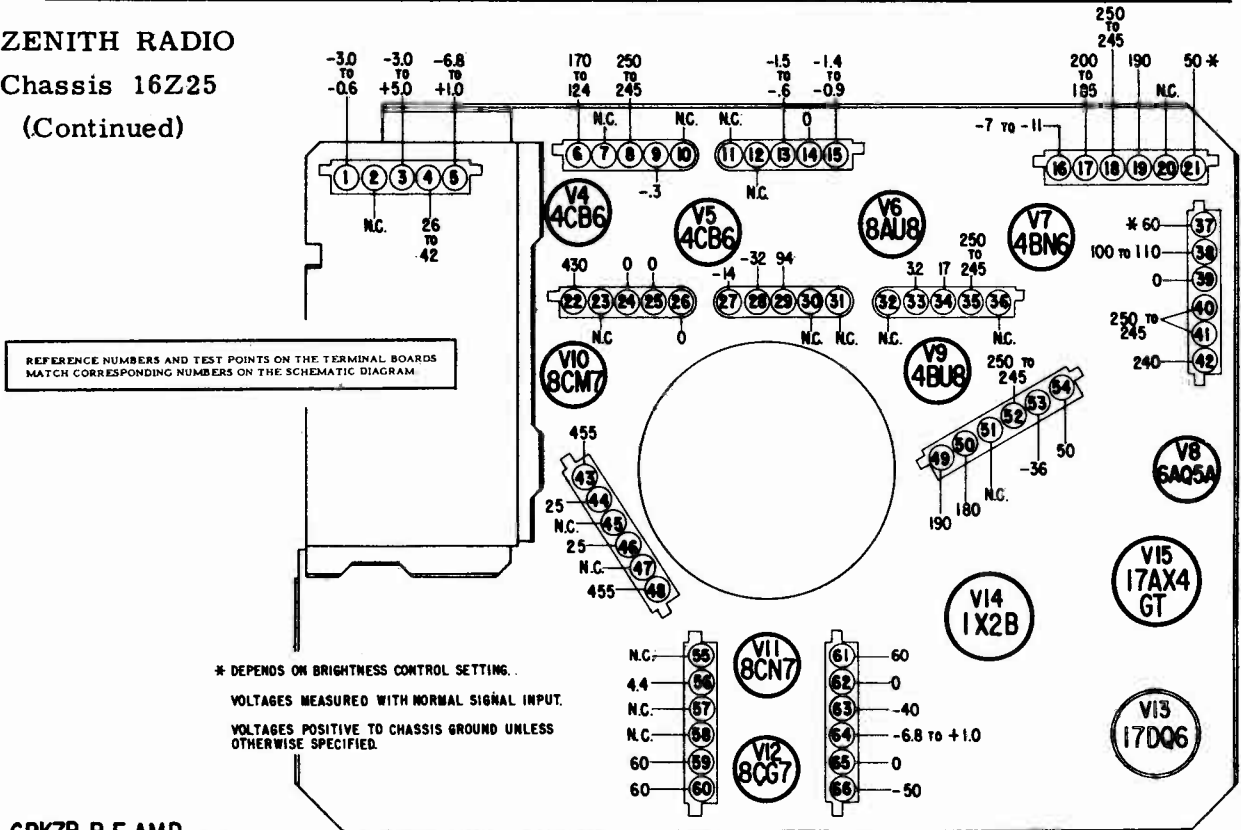 ZENITH RADIO
Chassis 16Z25
(Continued)
-3.0 TO -0.6
-3.0 TO +5.0
-6.8 TO +1.0
170 TO 124
250 TO 245
-1.5 TO -.6
-1.4 TO -0.9
200 TO 185
250 TO 245
190
50 *
N.C.
N.C.
N.C.
0
N.C.
-7 TO -11
1 2 3 4 5
6 7 8 9 10
11 12 13 14 15
16 17 18 19 20 21
N.C.
26 TO 42
-.3
N.C.
V4 4CB6
V5 4CB6
V6 8AU8
V7 4BN6
* 60 37
100 TO 110 38
0 39
250 TO 245 40 41
240 42
430
0
0
-14
-32
94
32
17
250 TO 245
22 23 24 25 26
27 28 29 30 31
32 33 34 35 36
N.C
0
N.C.
N.C.
N.C.
N.C.
REFERENCE NUMBERS AND TEST POINTS ON THE TERMINAL BOARDS
MATCH CORRESPONDING NUMBERS ON THE SCHEMATIC DIAGRAM
V10 8CM7
V9 4BU8
250 TO 245
49 50 51 52 53 54
190
180
N.C.
-36
50
V8 6AQ5A
455 43
25 44
N.C. 45
25 46
N.C. 47
455 48
V15 17AX4 GT
V14 1X2B
V13 17DQ6
* DEPENDS ON BRIGHTNESS CONTROL SETTING..
VOLTAGES MEASURED WITH NORMAL SIGNAL INPUT.
VOLTAGES POSITIVE TO CHASSIS GROUND UNLESS
OTHERWISE SPECIFIED.
N.C. 55
4.4 56
N.C. 57
N.C. 58
60 59
60 60
V11 8CN7
V12 8CG7
61 60
62 0
63 -40
64 -6.8 TO +1.0
65 0
66 -50
R.F. AMP